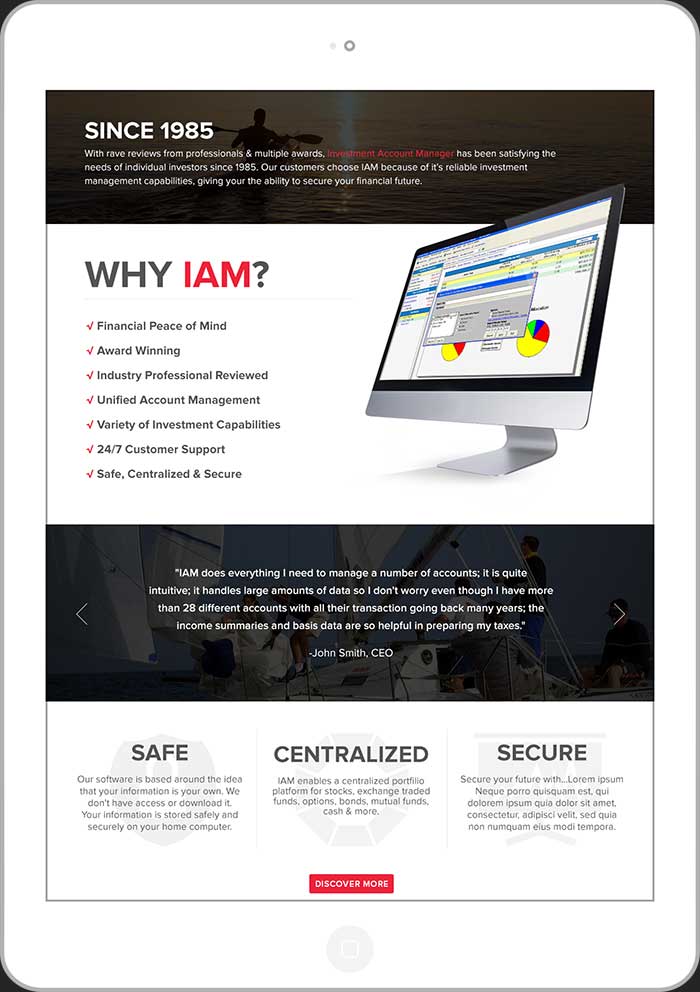 SINCE 1985
With rave reviews from professionals & multiple awards, Investment Account Manager has been satisfying the
needs of individual investors since 1985. Our customers choose IAM because of it's reliable investment
management capabilities, giving your the ability to secure your financial future.
WHY IAM?
√ Financial Peace of Mind
√ Award Winning
√ Industry Professional Reviewed
√ Unified Account Management
√ Variety of Investment Capabilities
√ 24/7 Customer Support
√ Safe, Centralized & Secure
"IAM does everything I need to manage a number of accounts; it is quite
intuitive; it handles large amounts of data so I don't worry even though I have more
than 28 different accounts with all their transaction going back many years; the
income summaries and basis data are so helpful in preparing my taxes."
-John Smith, CEO
SAFE
Our software is based around the idea
that your information is your own. We
don't have access or download it.
Your information is stored safely and
securely on your home computer.
CENTRALIZED
IAM enables a centralized portfilio
platform for stocks, exchange traded
funds, options, bonds, mutual funds,
cash & more.
SECURE
Secure your future with...Lorem ipsum
Neque porro quisquam est, qui
dolorem ipsum quia dolor sit amet,
consectetur, adipisci velit, sed quia
non numquam eius modi tempora.
DISCOVER MORE